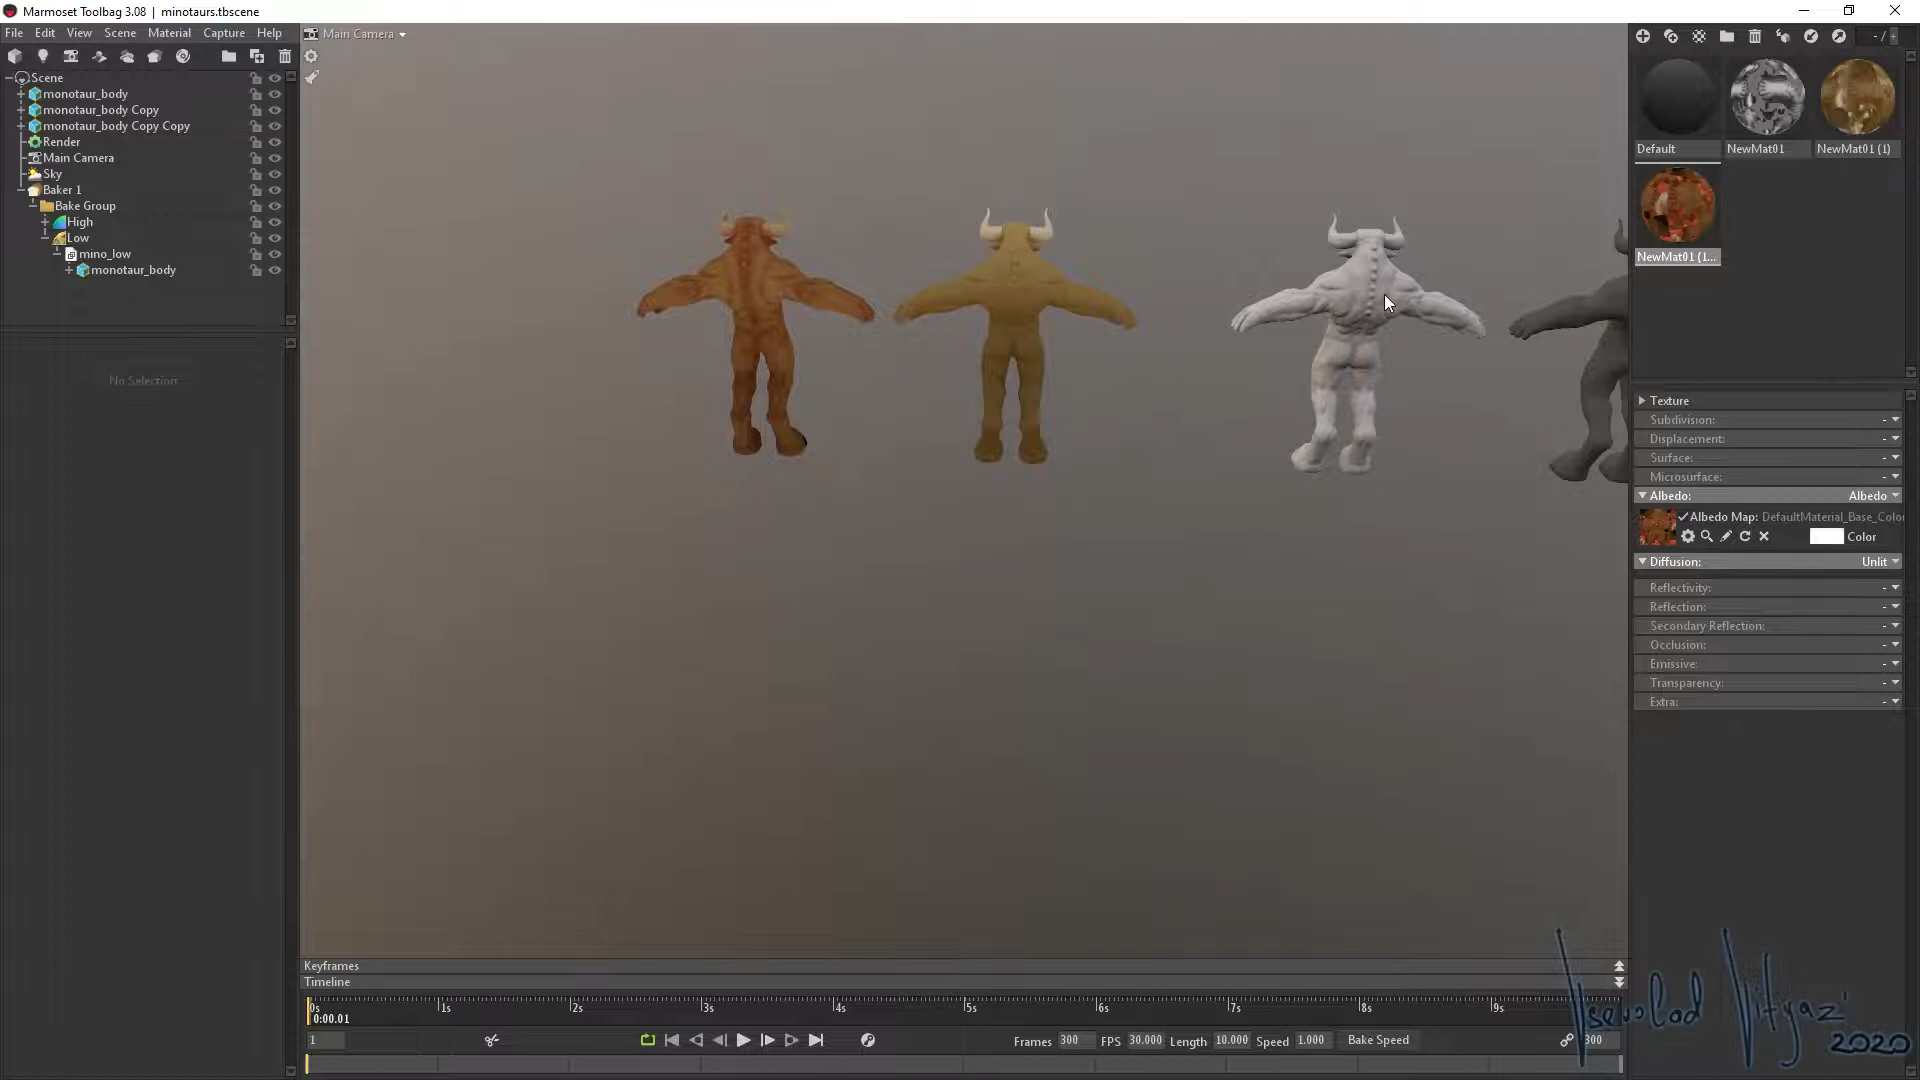 Marmoset Toolbag 3.08 | minotaurs.tbscene
File Edit View Scene Material Capture Help
Main Camera
- / +
Scene
monotaur_body
monotaur_body Copy
monotaur_body Copy Copy
Render
Main Camera
Sky
Baker 1
Bake Group
High
Low
mino_low
monotaur_body
No Selection
Default NewMat01 NewMat01 (1)
NewMat01 (1...
Texture
Subdivision: -
Displacement: -
Surface: -
Microsurface: -
Albedo: Albedo
Albedo Map: DefaultMaterial_Base_Colo
Color
Diffusion: Unlit
Reflectivity: -
Reflection: -
Secondary Reflection: -
Occlusion: -
Emissive: -
Transparency: -
Extra: -
Keyframes
Timeline
0s 1s 2s 3s 4s 5s 6s 7s 8s 9s
0:00.01
1 Frames 300 FPS 30.000 Length 10.000 Speed 1.000 Bake Speed 300
2020